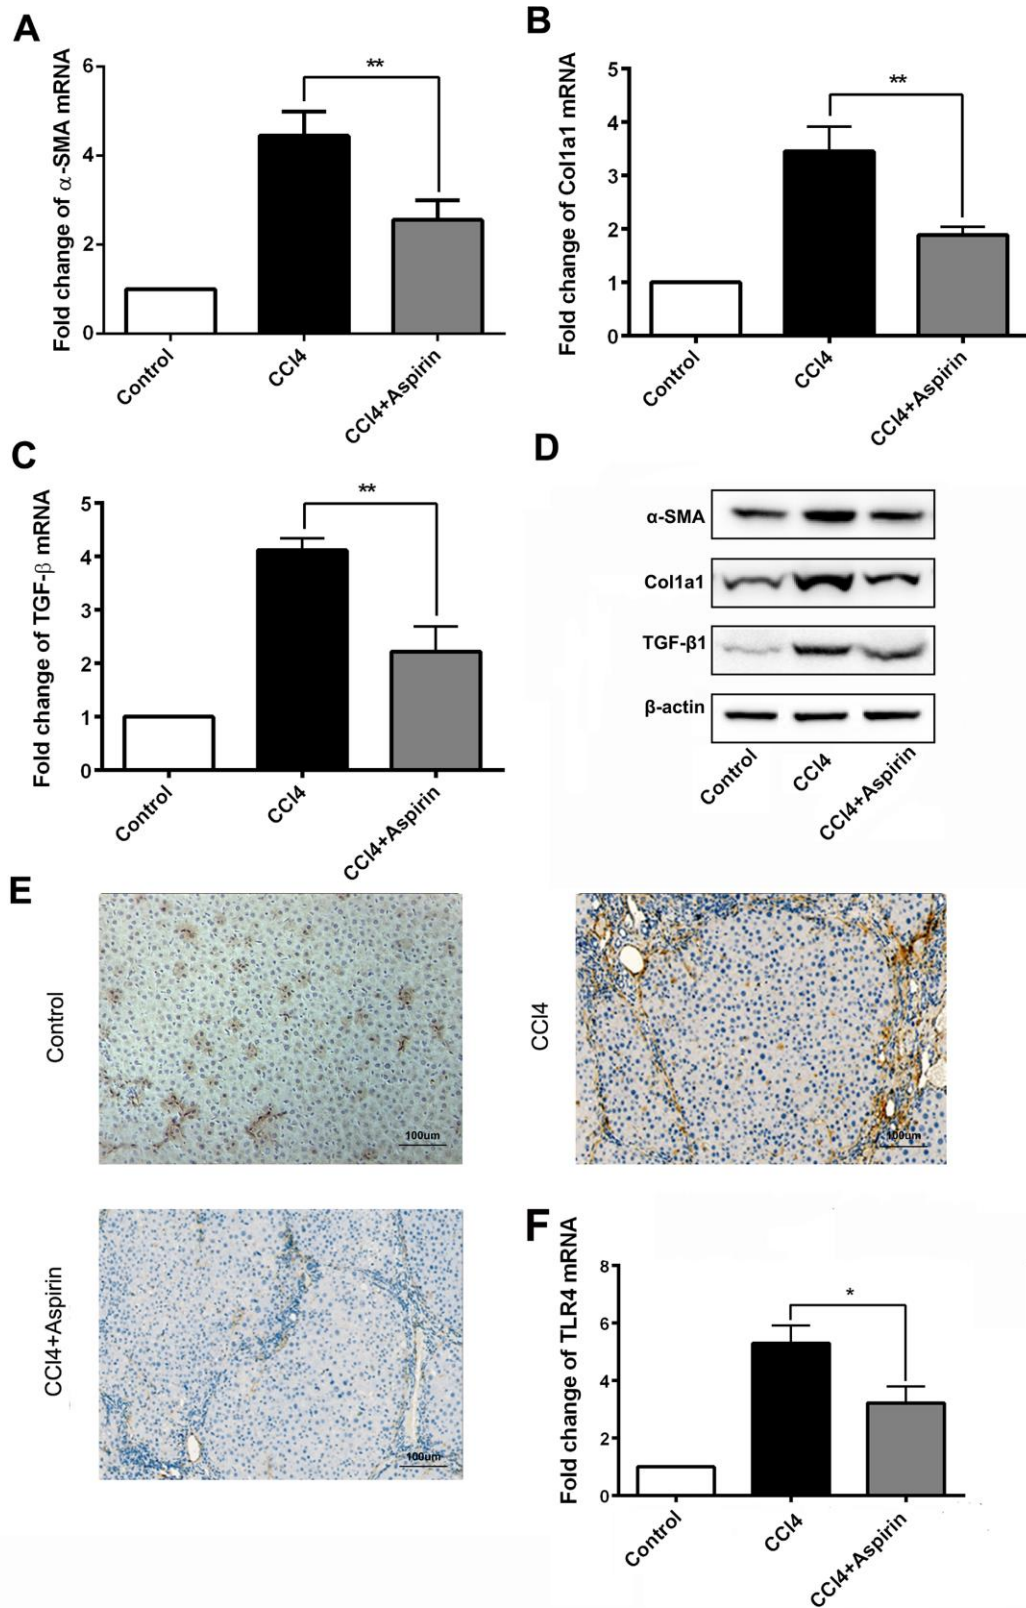 A
Fold change of α-SMA mRNA
6
4
2
0
**
Control
CCl4
CCl4+Aspirin
B
Fold change of Col1a1 mRNA
5
4
3
2
1
0
**
Control
CCl4
CCl4+Aspirin
C
Fold change of TGF-β mRNA
5
4
3
2
1
0
**
Control
CCl4
CCl4+Aspirin
D
α-SMA
Col1a1
TGF-β1
β-actin
Control
CCl4
CCl4+Aspirin
E
Control
100um
CCl4
100um
CCl4+Aspirin
100um
F
Fold change of TLR4 mRNA
8
6
4
2
0
*
Control
CCl4
CCl4+Aspirin